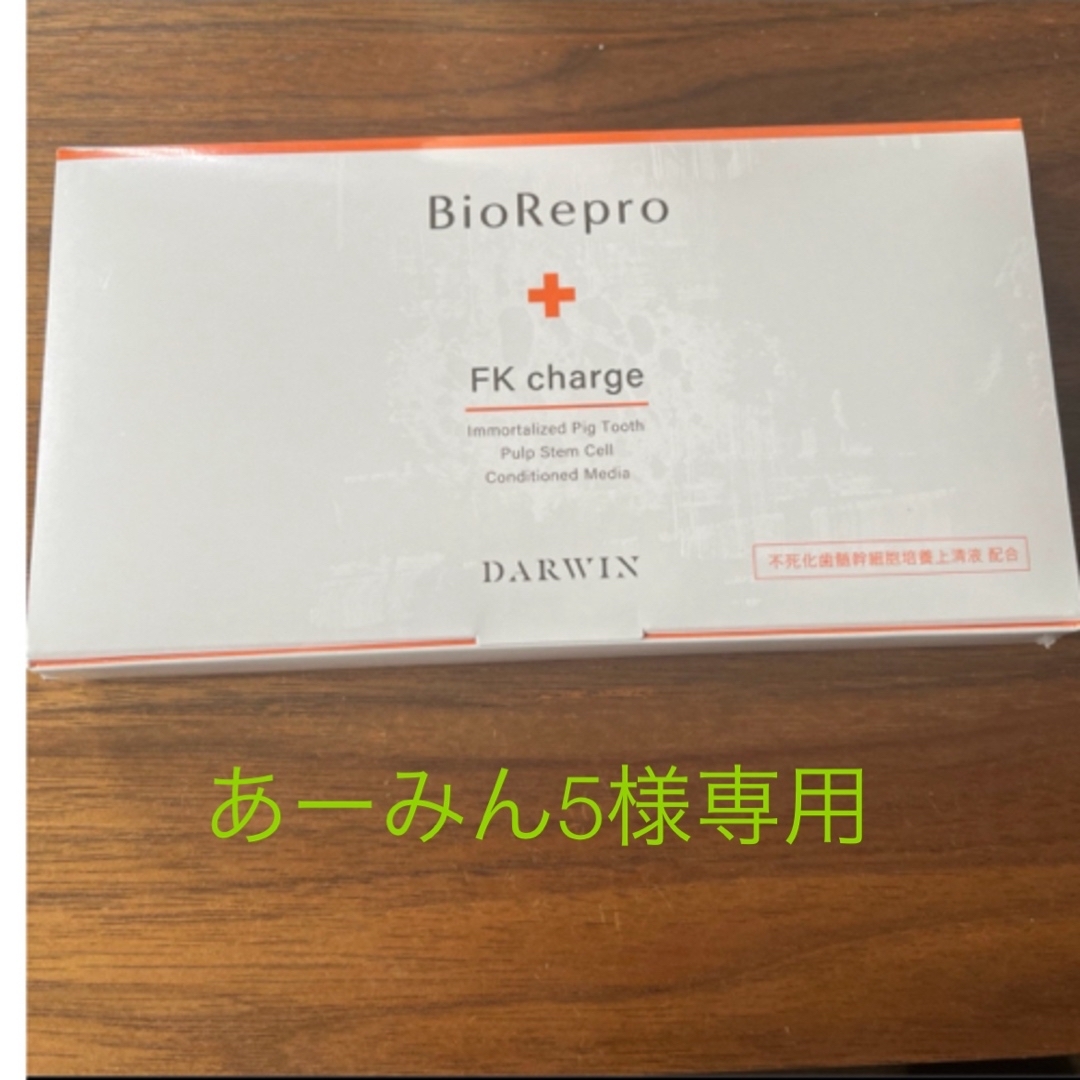 BioRepro
FK charge
Immortalized Pig Tooth
Pulp Stem Cell
Conditioned Media
DARWIN
不死化歯髄幹細胞培養上清液 配合
あーみん5様専用